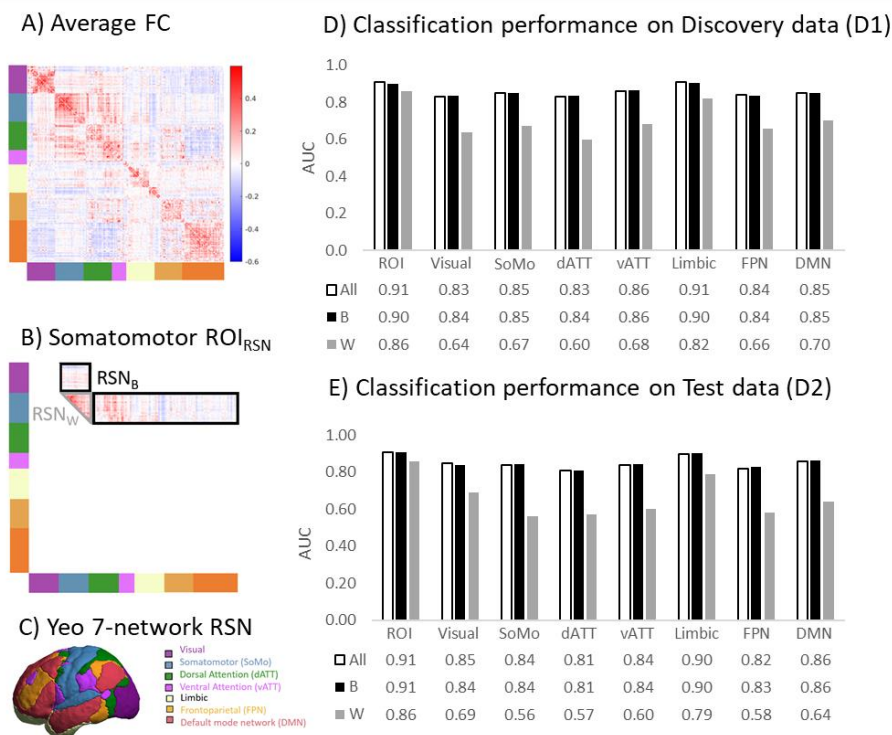 A) Average FC
0.4
0.2
0
-0.2
-0.4
-0.6
B) Somatomotor ROI_RSN
RSN_B
RSN_W
C) Yeo 7-network RSN
Visual
Somatomotor (SoMo)
Dorsal Attention (dATT)
Ventral Attention (vATT)
Limbic
Frontoparietal (FPN)
Default mode network (DMN)
D) Classification performance on Discovery data (D1)
AUC
1.0
0.8
0.6
0.4
0.2
0.0
ROI Visual SoMo dATT vATT Limbic FPN DMN
All 0.91 0.83 0.85 0.83 0.86 0.91 0.84 0.85
B 0.90 0.84 0.85 0.84 0.86 0.90 0.84 0.85
W 0.86 0.64 0.67 0.60 0.68 0.82 0.66 0.70
E) Classification performance on Test data (D2)
AUC
1.00
0.80
0.60
0.40
0.20
0.00
ROI Visual SoMo dATT vATT Limbic FPN DMN
All 0.91 0.85 0.84 0.81 0.84 0.90 0.82 0.86
B 0.91 0.84 0.84 0.81 0.84 0.90 0.83 0.86
W 0.86 0.69 0.56 0.57 0.60 0.79 0.58 0.64